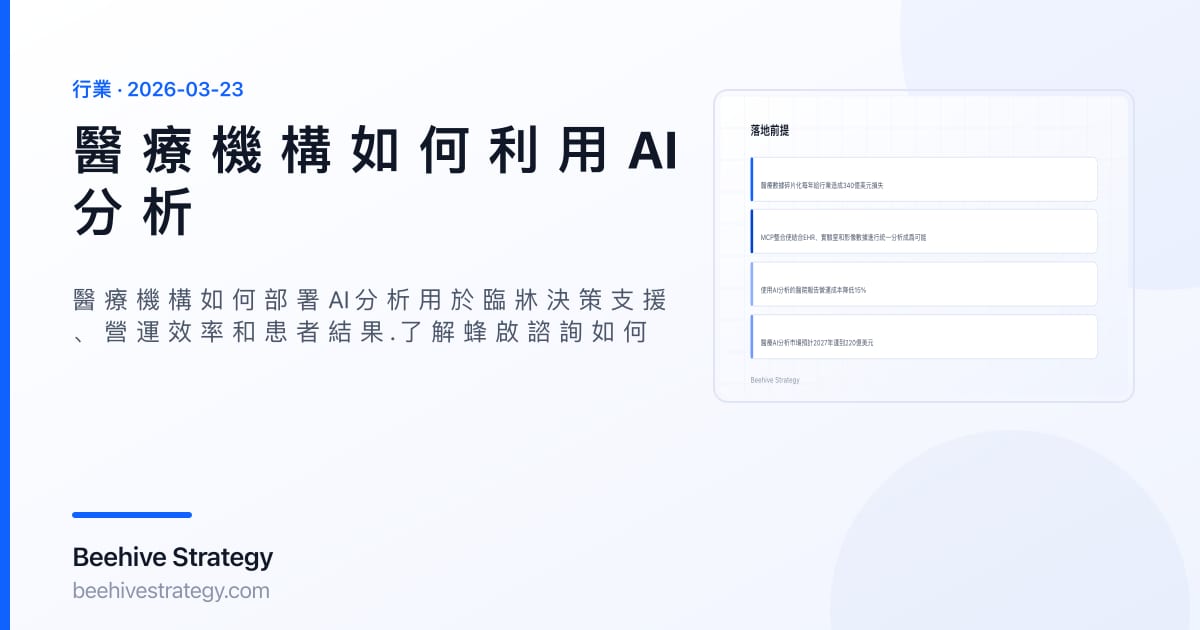 行業 · 2026-03-23
醫療機構如何利用AI
分析
醫療機構如何部署AI分析用於臨牀決策支援
、營運效率和患者結果.了解蜂啟諮詢如何
落地前提
醫療數據碎片化每年給行業造成340億美元損失
MCP整合使結合EHR、實驗室和影像數據進行統一分析成為可能
使用AI分析的醫院報告營運成本降低15%
醫療AI分析市場預計2027年達到220億美元
Beehive Strategy
Beehive Strategy
beehivestrategy.com